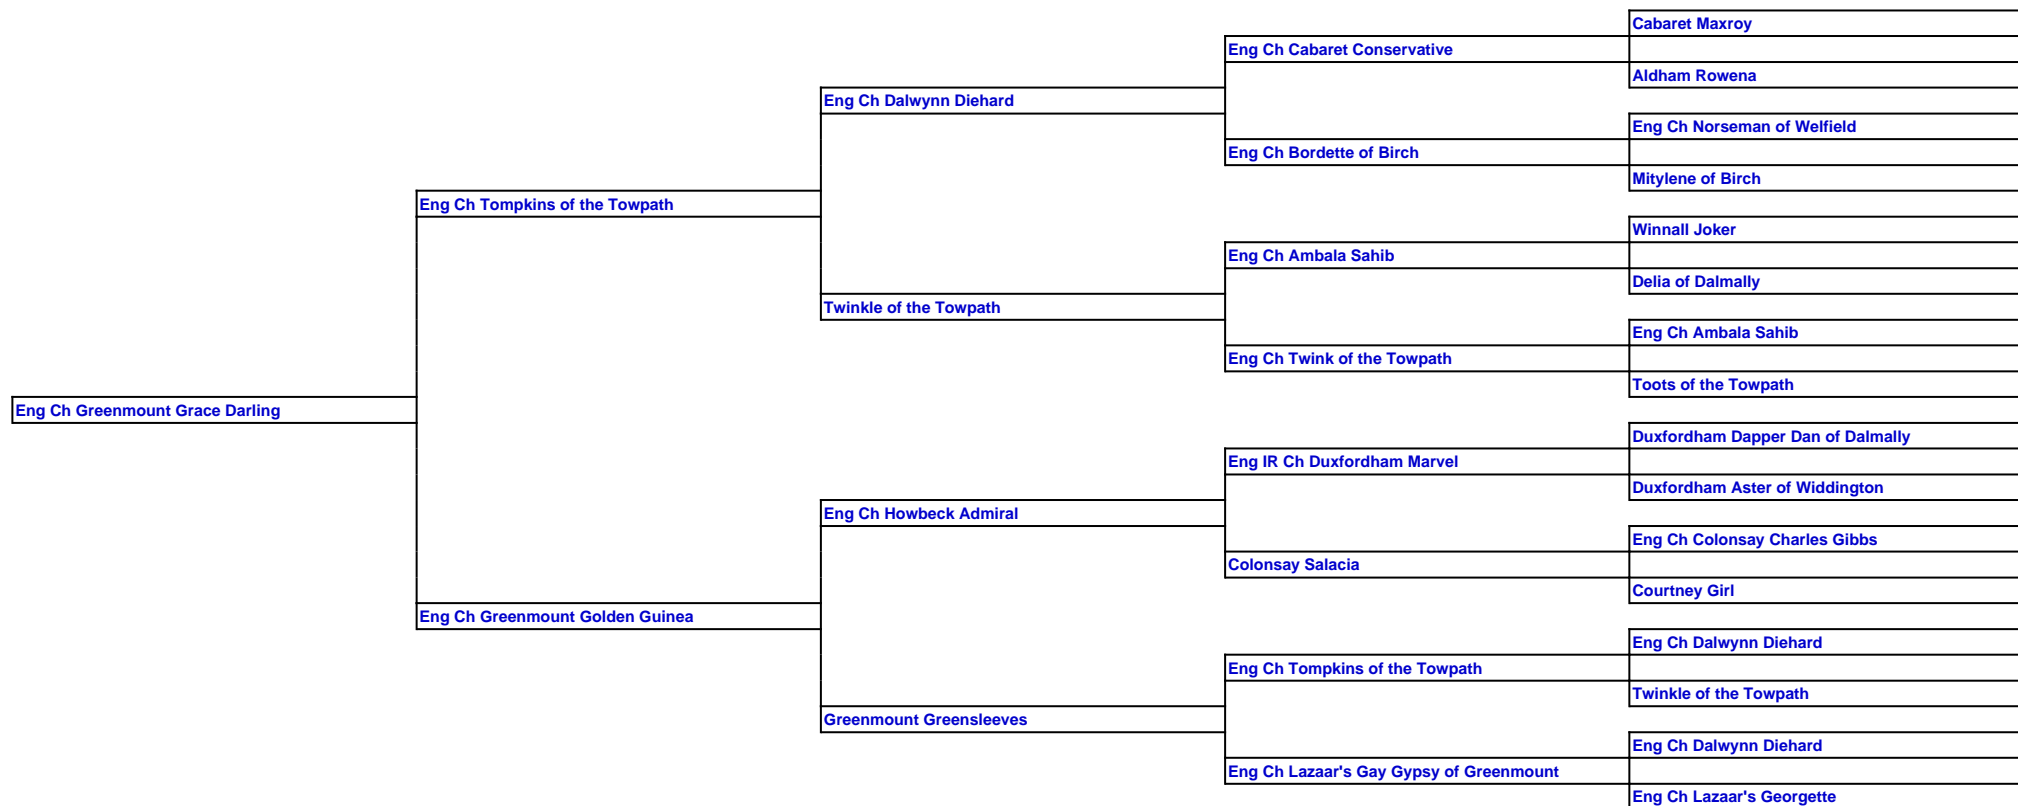 Cabaret Maxroy
Eng Ch Cabaret Conservative
Aldham Rowena
Eng Ch Dalwynn Diehard
Eng Ch Norseman of Welfield
Eng Ch Bordette of Birch
Mitylene of Birch
Eng Ch Tompkins of the Towpath
Winnall Joker
Eng Ch Ambala Sahib
Delia of Dalmally
Twinkle of the Towpath
Eng Ch Ambala Sahib
Eng Ch Twink of the Towpath
Toots of the Towpath
Eng Ch Greenmount Grace Darling
Duxfordham Dapper Dan of Dalmally
Eng IR Ch Duxfordham Marvel
Duxfordham Aster of Widdington
Eng Ch Howbeck Admiral
Eng Ch Colonsay Charles Gibbs
Colonsay Salacia
Courtney Girl
Eng Ch Greenmount Golden Guinea
Eng Ch Dalwynn Diehard
Eng Ch Tompkins of the Towpath
Twinkle of the Towpath
Greenmount Greensleeves
Eng Ch Dalwynn Diehard
Eng Ch Lazaar's Gay Gypsy of Greenmount
Eng Ch Lazaar's Georgette